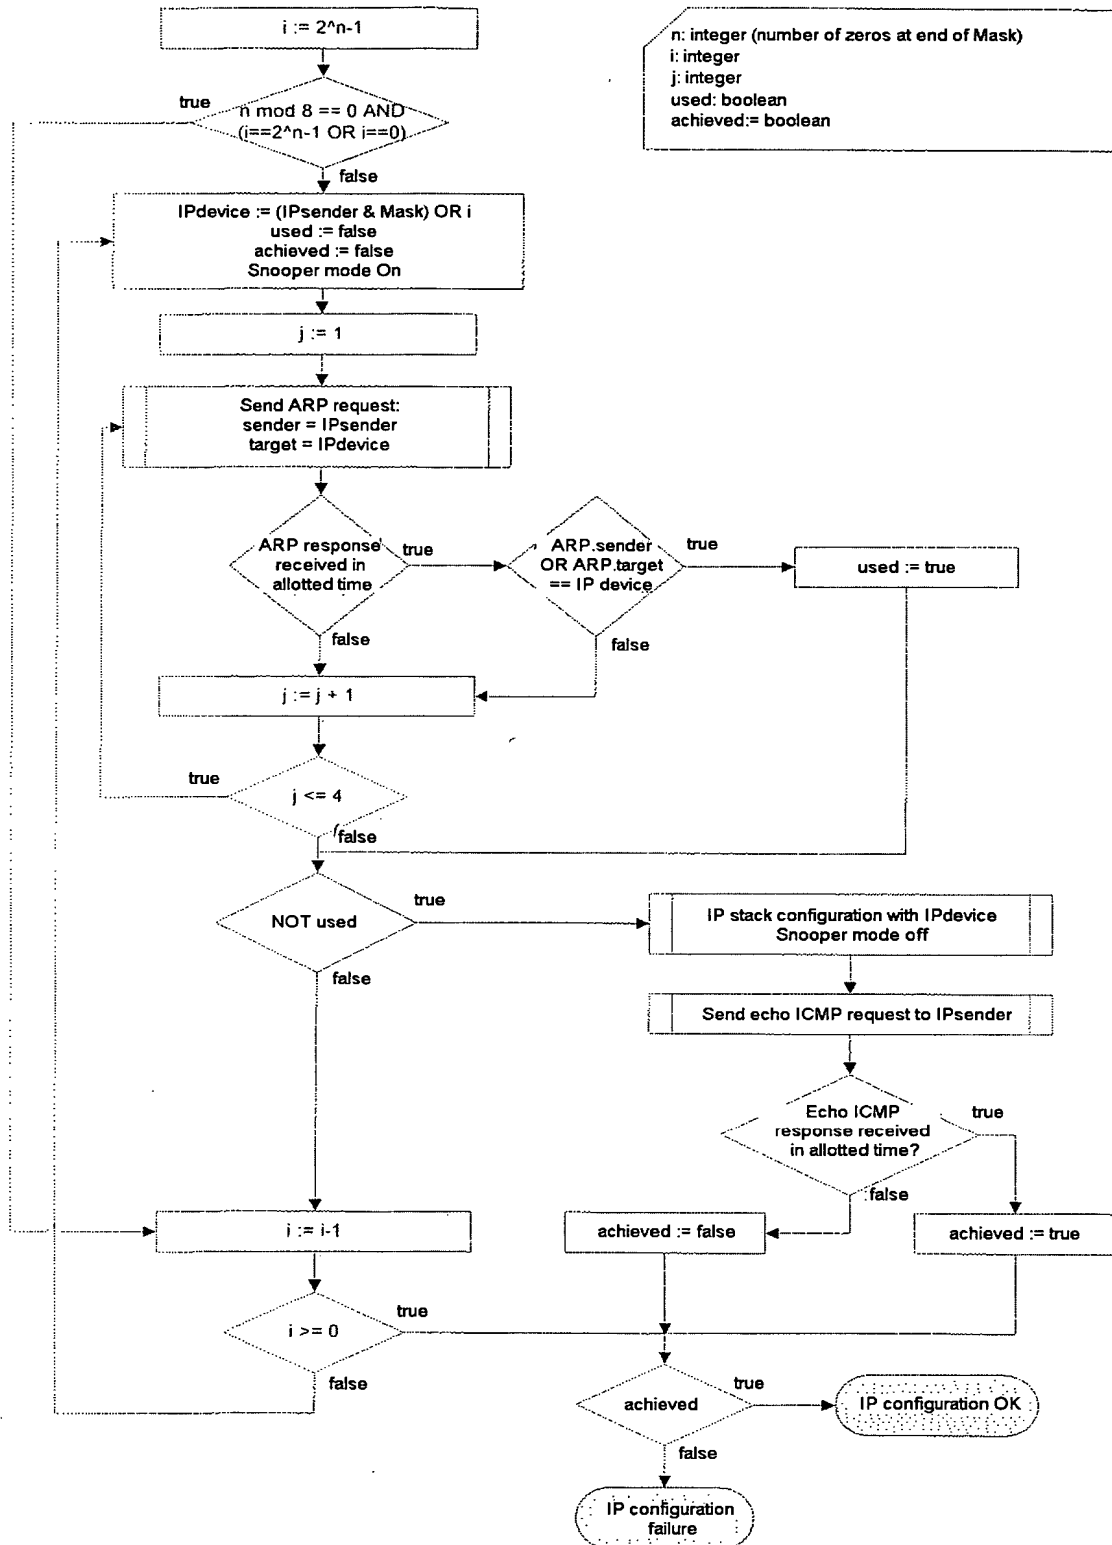 i := 2^n-1
n: integer (number of zeros at end of Mask)
i: integer
j: integer
used: boolean
achieved:= boolean
true
n mod 8 == 0 AND
(i==2^n-1 OR i==0)
false
IPdevice := (IPsender & Mask) OR i
used := false
achieved := false
Snooper mode On
j := 1
Send ARP request:
sender = IPsender
target = IPdevice
ARP response
received in
allotted time
true
ARP.sender
OR ARP.target
== IP device
true
used := true
false
false
j := j + 1
true
j <= 4
false
NOT used
true
IP stack configuration with IPdevice
Snooper mode off
false
Send echo ICMP request to IPsender
Echo ICMP
response received
in allotted time?
true
false
i := i-1
achieved := false
achieved := true
i >= 0
true
false
achieved
true
IP configuration OK
false
IP configuration
failure